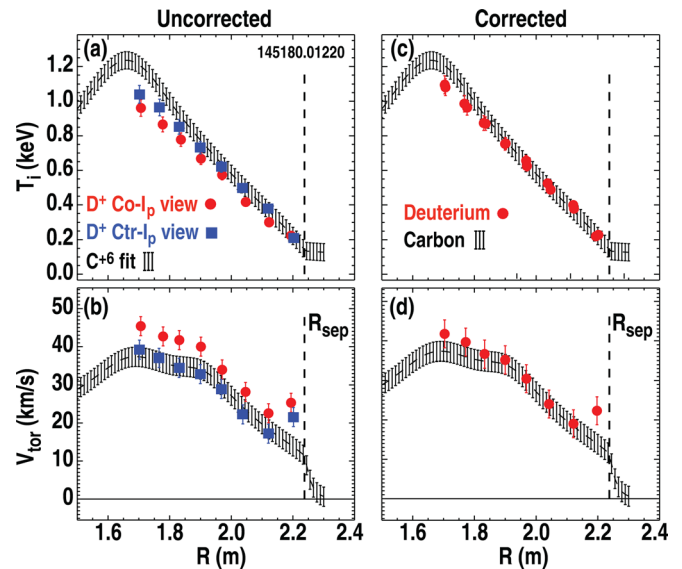 Uncorrected Corrected
(a) 145180.01220 (c)
1.2
1.0
0.8
0.6
0.4
0.2
0.0
T_i (keV)
D⁺ Co-I_p view
D⁺ Ctr-I_p view
C⁺⁶ fit
Deuterium
Carbon
(b) (d)
50
40
30
20
10
0
V_tor (km/s)
R_sep R_sep
1.6 1.8 2.0 2.2 2.4 1.6 1.8 2.0 2.2 2.4
R (m) R (m)